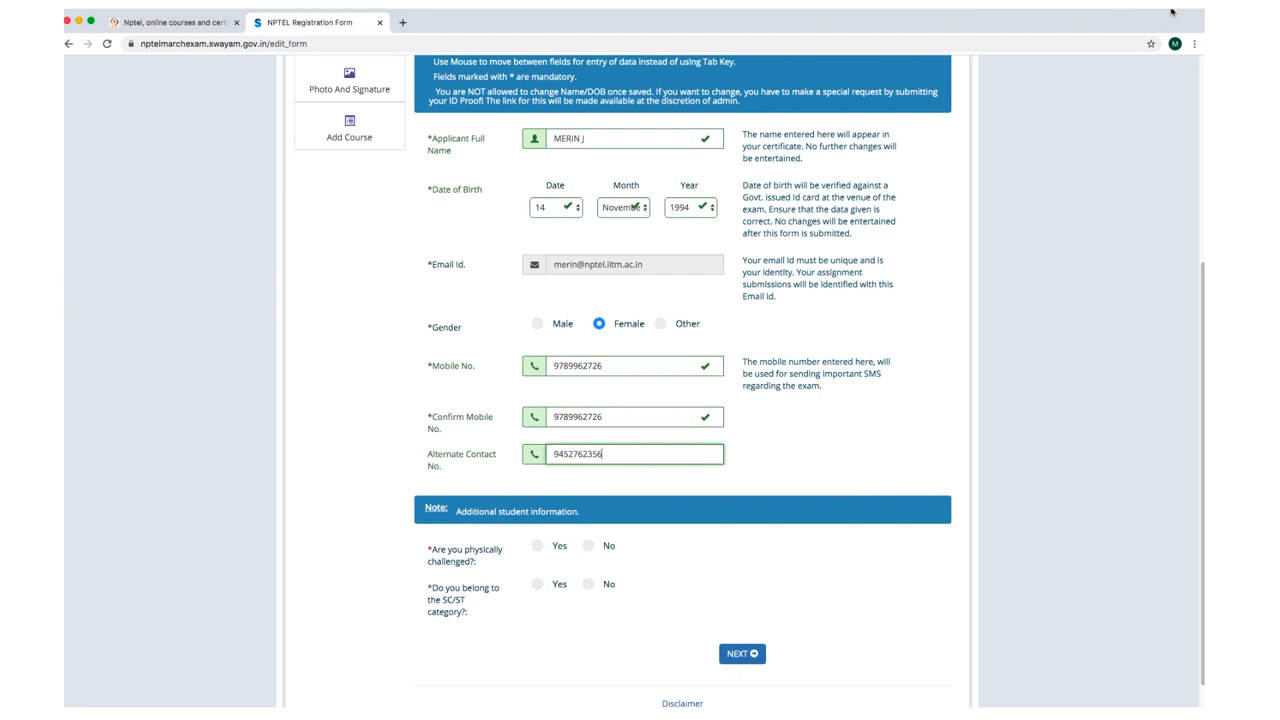 Nptel, online courses and certi
NPTEL Registration Form
nptelmarchexam.swayam.gov.in/edit_form
M
Photo And Signature
Add Course
Use Mouse to move between fields for entry of data instead of using Tab Key.
Fields marked with * are mandatory.
You are NOT allowed to change Name/DOB once saved. If you want to change, you have to make a special request by submitting
your ID Proof! The link for this will be made available at the discretion of admin.
*Applicant Full
Name
MERIN J
The name entered here will appear in
your certificate. No further changes will
be entertained.
*Date of Birth
Date Month Year
14 Novembe 1994
Date of birth will be verified against a
Govt. issued Id card at the venue of the
exam. Ensure that the data given is
correct. No changes will be entertained
after this form is submitted.
*Email Id.
merin@nptel.iitm.ac.in
Your email id must be unique and is
your identity. Your assignment
submissions will be identified with this
Email Id.
*Gender
Male Female Other
*Mobile No.
9789962726
The mobile number entered here, will
be used for sending important SMS
regarding the exam.
*Confirm Mobile
No.
9789962726
Alternate Contact
No.
9452762356
Note: Additional student information.
*Are you physically
challenged?:
Yes No
*Do you belong to
the SC/ST
category?:
Yes No
NEXT
Disclaimer